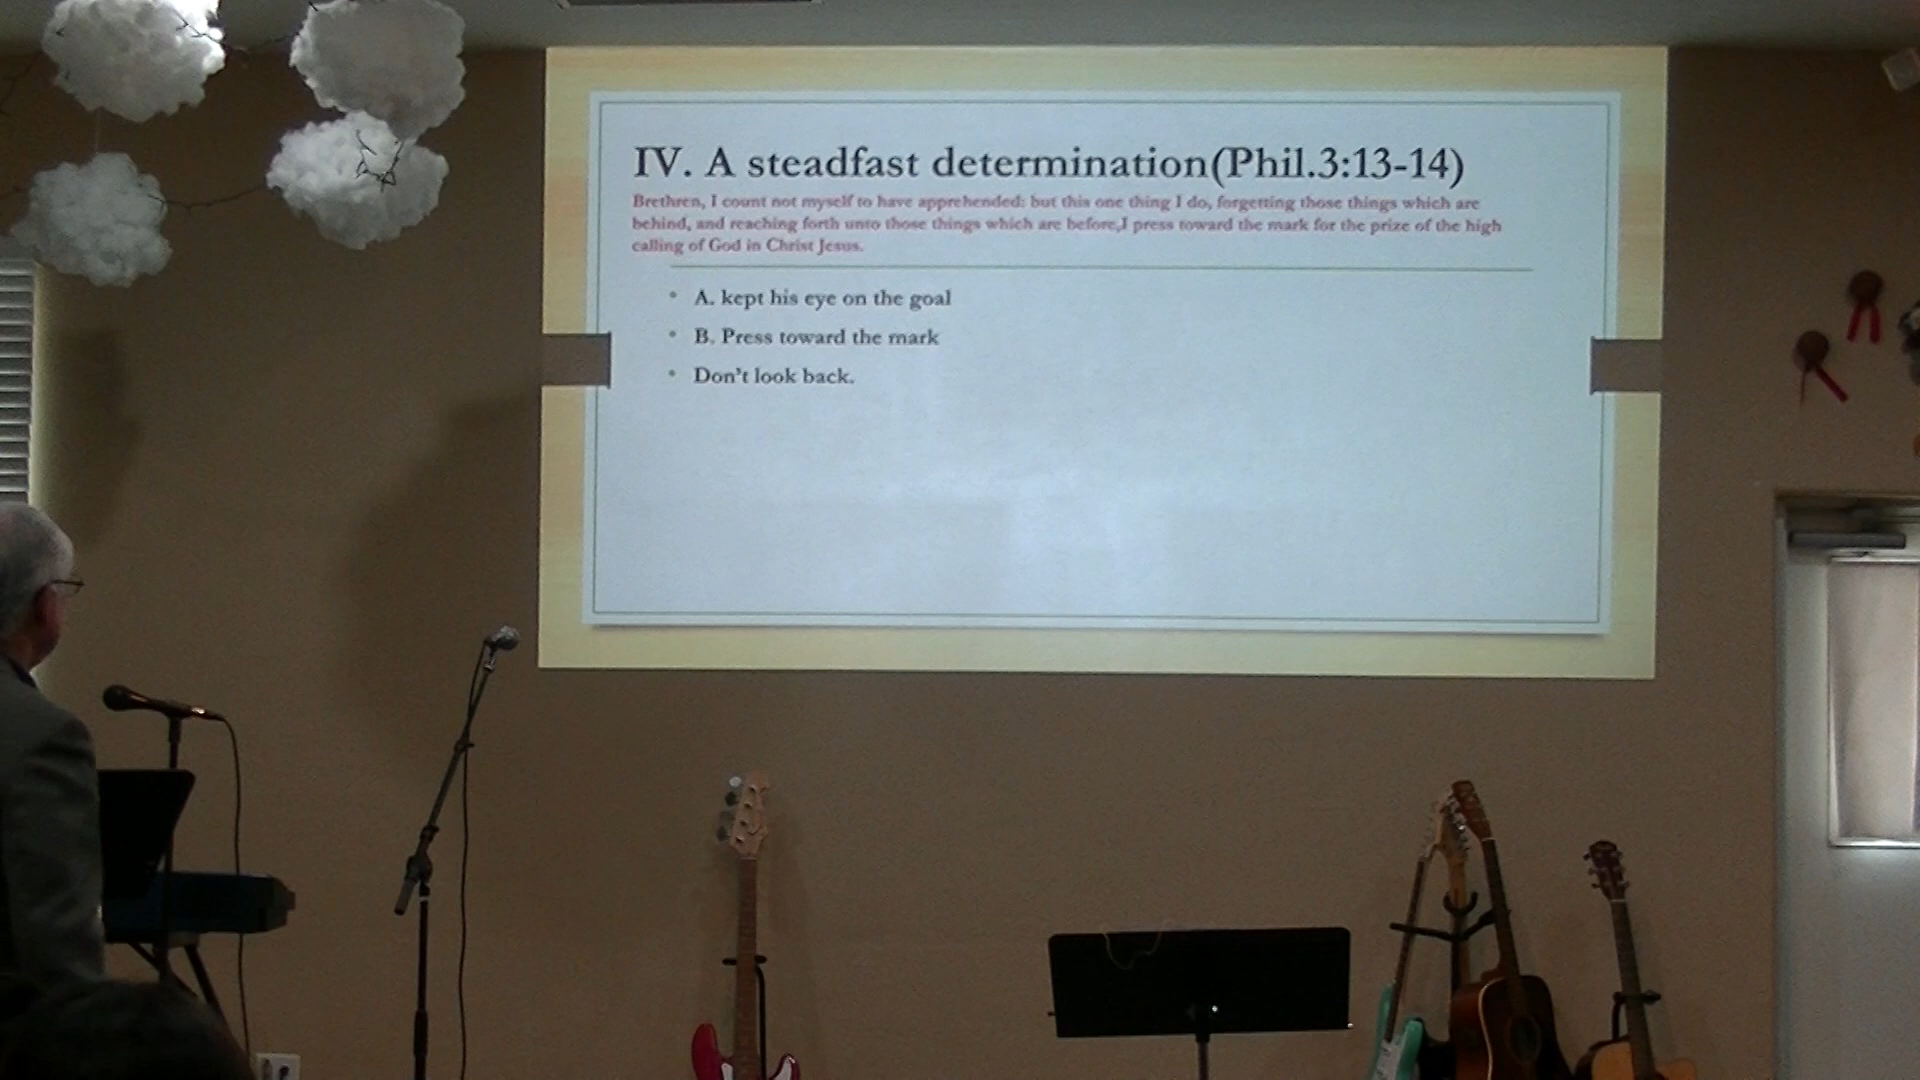 IV. A steadfast determination(Phil.3:13-14)
Brethren, I count not myself to have apprehended: but this one thing I do, forgetting those things which are
behind, and reaching forth unto those things which are before,I press toward the mark for the prize of the high
calling of God in Christ Jesus.
• A. kept his eye on the goal
• B. Press toward the mark
• Don't look back.